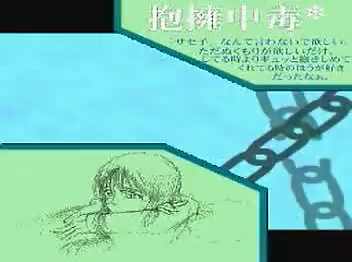 抱擁中毒*
"サセ子"なんて言わないで欲しい。
ただぬくもりが欲しいだけ。
してる時よりギュッと抱きしめて
くれてる時のほうが好き
だったなぁ。